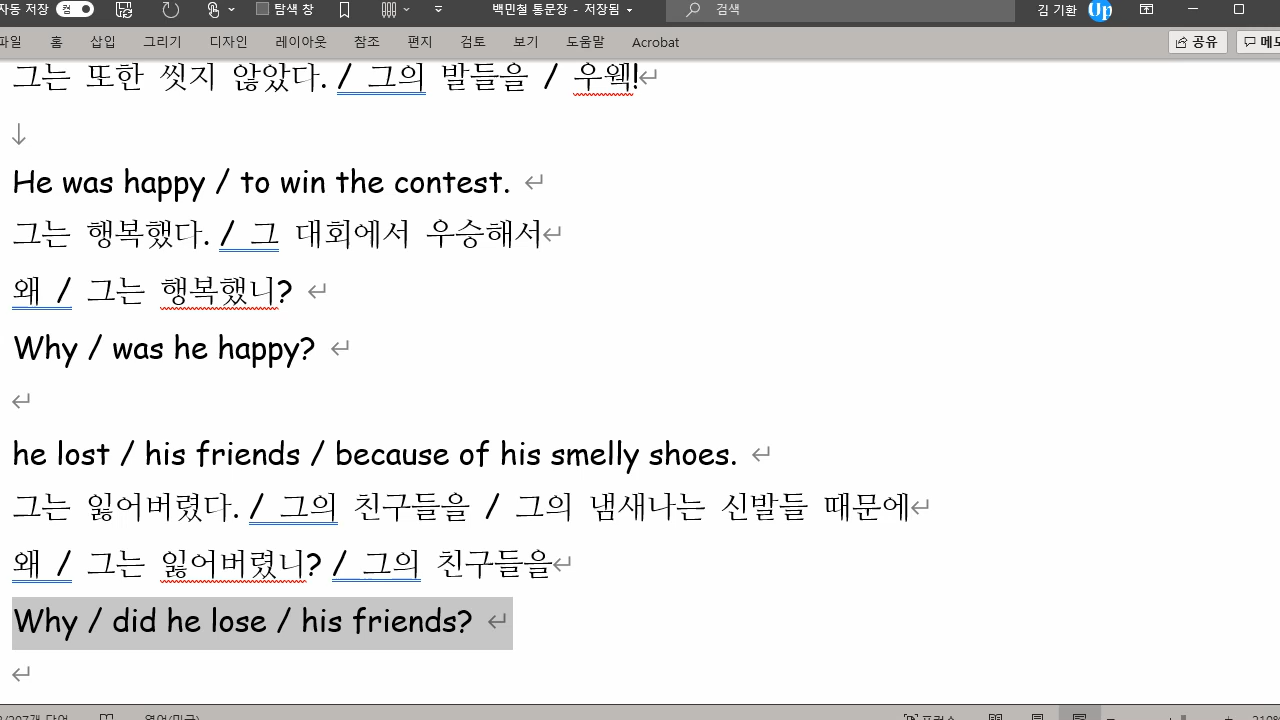 자동 저장 켬 탐색 창 백민철 통문장 - 저장됨 검색 김 기환 Up
파일 홈 삽입 그리기 디자인 레이아웃 참조 편지 검토 보기 도움말 Acrobat 공유 메모
그는 또한 씻지 않았다. / 그의 발들을 / 우웩!
He was happy / to win the contest.
그는 행복했다. / 그 대회에서 우승해서
왜 / 그는 행복했니?
Why / was he happy?
he lost / his friends / because of his smelly shoes.
그는 잃어버렸다. / 그의 친구들을 / 그의 냄새나는 신발들 때문에
왜 / 그는 잃어버렸니? / 그의 친구들을
Why / did he lose / his friends?